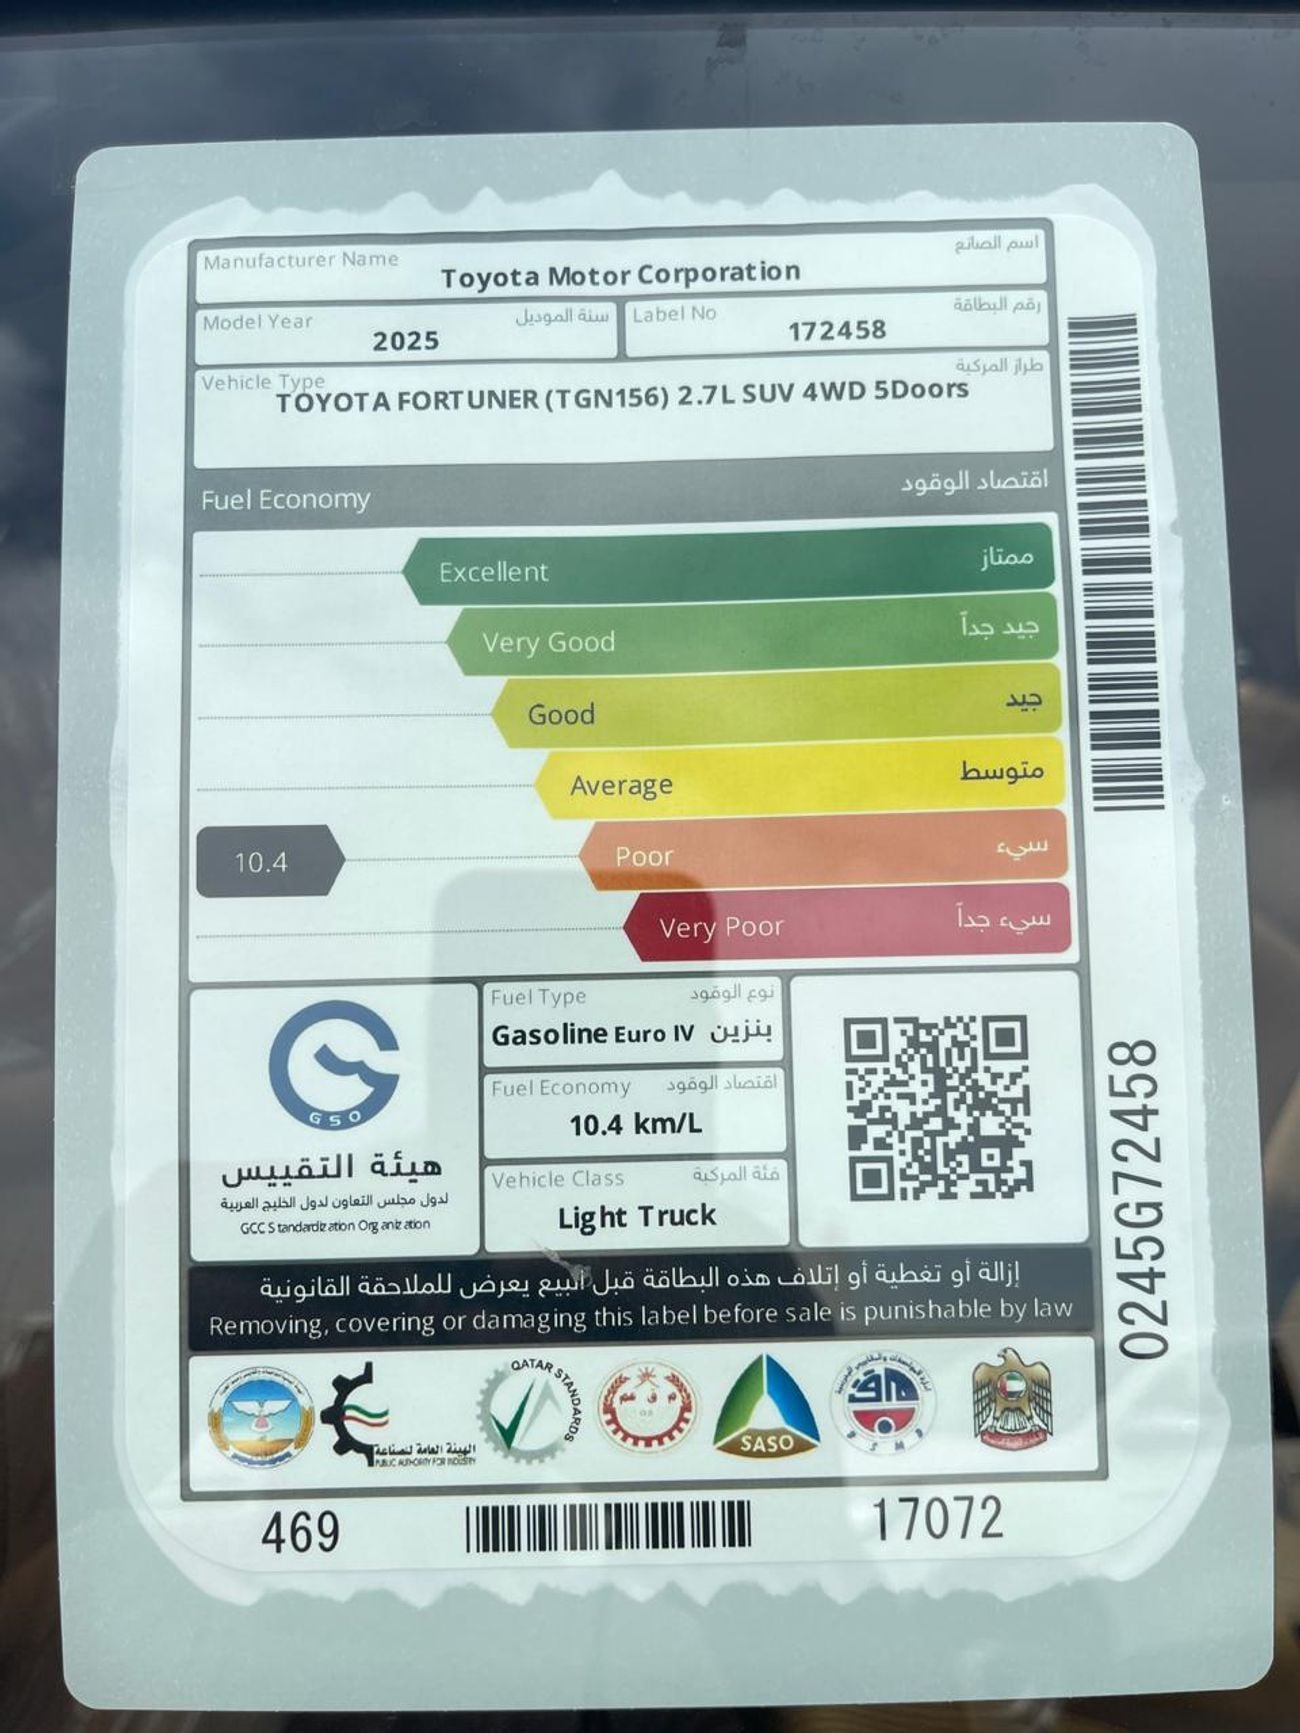 Manufacturer Name
اسم الصانع
Toyota Motor Corporation
Model Year
سنة الموديل
2025
Label No
رقم البطاقة
172458
Vehicle Type
طراز المركبة
TOYOTA FORTUNER (TGN156) 2.7L SUV 4WD 5Doors
Fuel Economy
اقتصاد الوقود
Excellent
ممتاز
Very Good
جيد جداً
Good
جيد
Average
متوسط
10.4
Poor
سيء
Very Poor
سيء جداً
GSO
هيئة التقييس
لدول مجلس التعاون لدول الخليج العربية
GCC Standardization Organization
Fuel Type
نوع الوقود
Gasoline Euro IV بنزين
Fuel Economy
اقتصاد الوقود
10.4 km/L
Vehicle Class
فئة المركبة
Light Truck
إزالة أو تغطية أو إتلاف هذه البطاقة قبل البيع يعرض للملاحقة القانونية
Removing, covering or damaging this label before sale is punishable by law
الهيئة العامة للصناعة
PUBLIC AUTHORITY FOR INDUSTRY
QATAR STANDARDS
SASO
BSMD
469
17072
0245G72458